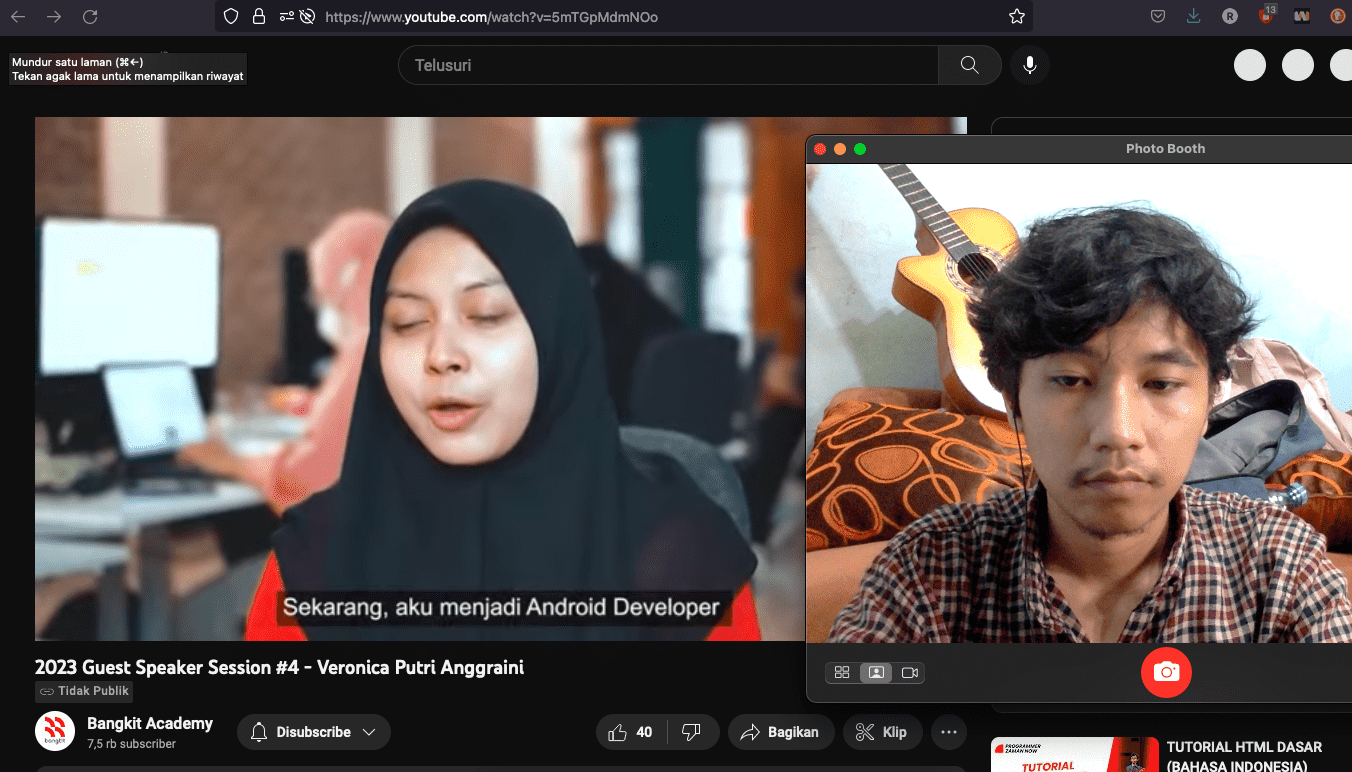 https://www.youtube.com/watch?v=5mTGpMdmNOo
13
Mundur satu laman (⌘←)
Tekan agak lama untuk menampilkan riwayat
Telusuri
Photo Booth
Sekarang, aku menjadi Android Developer
2023 Guest Speaker Session #4 - Veronica Putri Anggraini
Tidak Publik
bangkit
Bangkit Academy
7,5 rb subscriber
Disubscribe
40
Bagikan
Klip
PROGRAMMER
ZAMAN NOW
TUTORIAL
TUTORIAL HTML DASAR
(BAHASA INDONESIA)